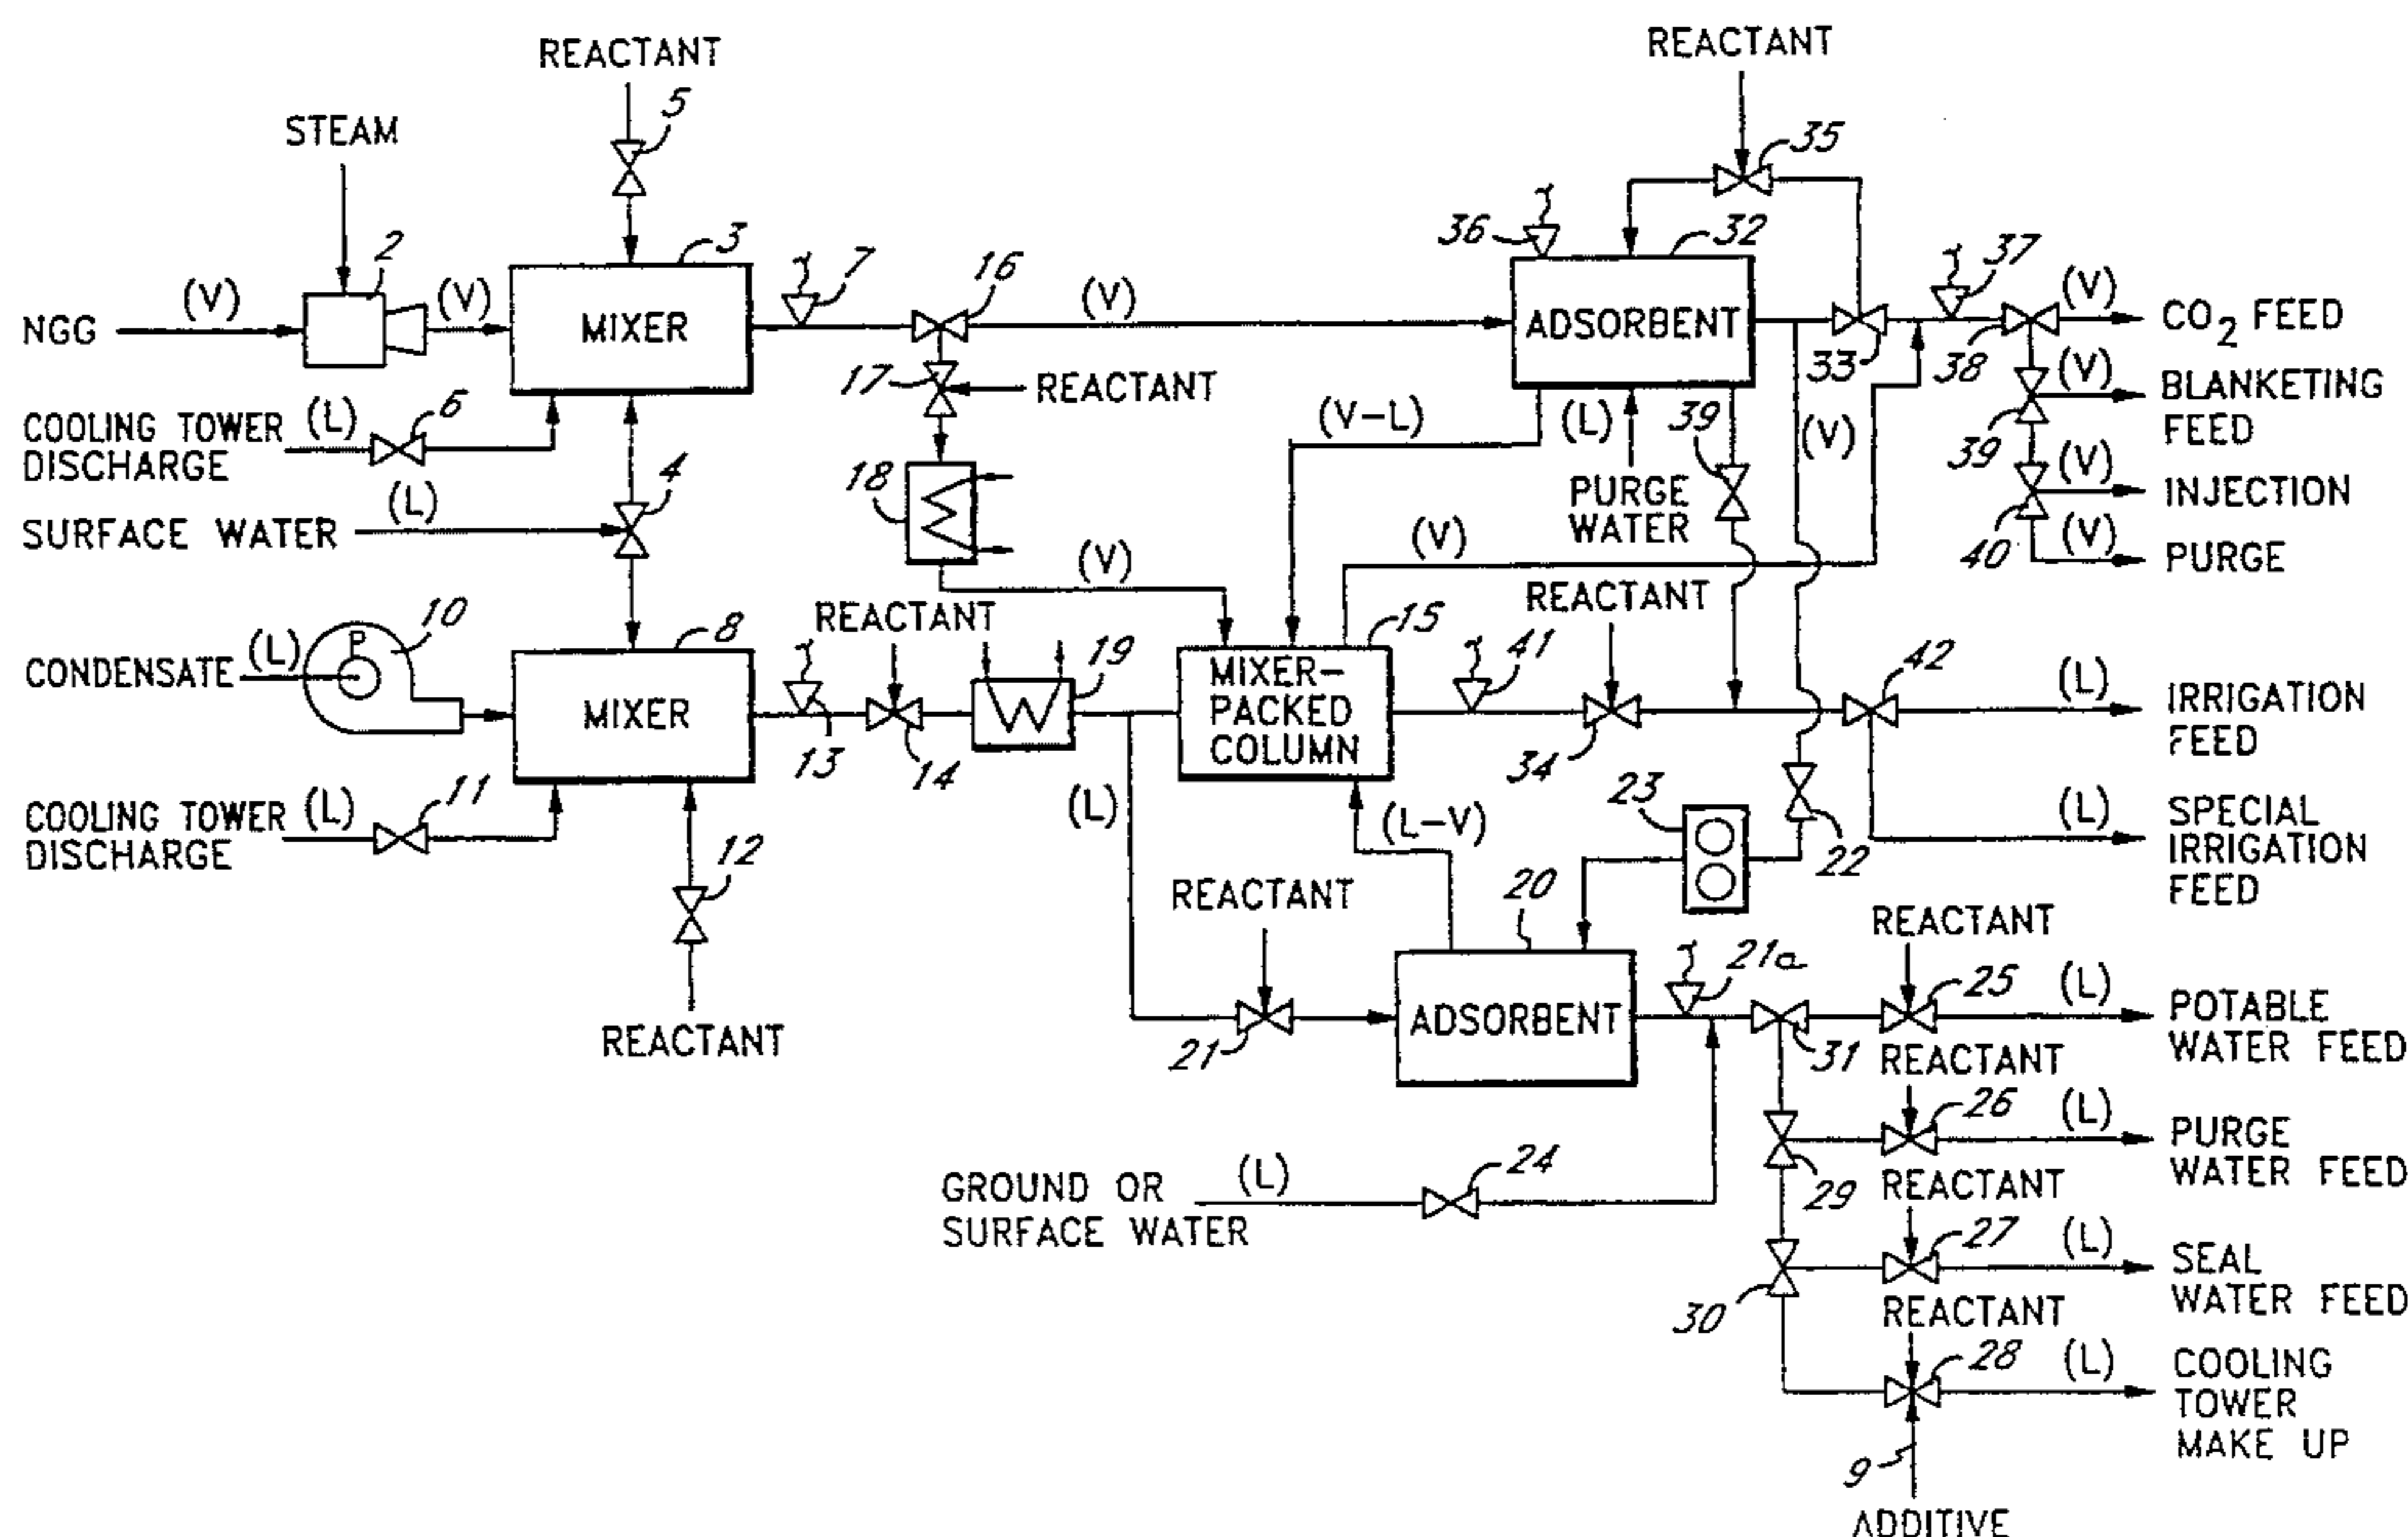 REACTANT
5
STEAM
2
3
NGG
(V)
(V)
MIXER
7
16
(V)
17
REACTANT
COOLING TOWER
DISCHARGE
(L)
6
4
SURFACE WATER
(L)
18
(V)
REACTANT
35
36
32
ADSORBENT
33
37
38
(V)
CO2 FEED
(V)
BLANKETING
FEED
39
(V)
INJECTION
40
(V)
PURGE
(V-L)
(L)
PURGE
WATER
39
(V)
(V)
CONDENSATE
(L)
P
10
8
MIXER
13
REACTANT
14
19
15
MIXER-
PACKED
COLUMN
41
REACTANT
34
42
(L)
IRRIGATION
FEED
(L)
SPECIAL
IRRIGATION
FEED
COOLING TOWER
DISCHARGE
(L)
11
12
REACTANT
(L)
(L-V)
23
22
REACTANT
21
20
ADSORBENT
21a
31
REACTANT
25
(L)
POTABLE
WATER FEED
REACTANT
26
(L)
PURGE
WATER FEED
29
REACTANT
27
(L)
SEAL
WATER FEED
30
REACTANT
28
(L)
COOLING
TOWER
MAKE UP
9
ADDITIVE
GROUND OR
SURFACE WATER
(L)
24